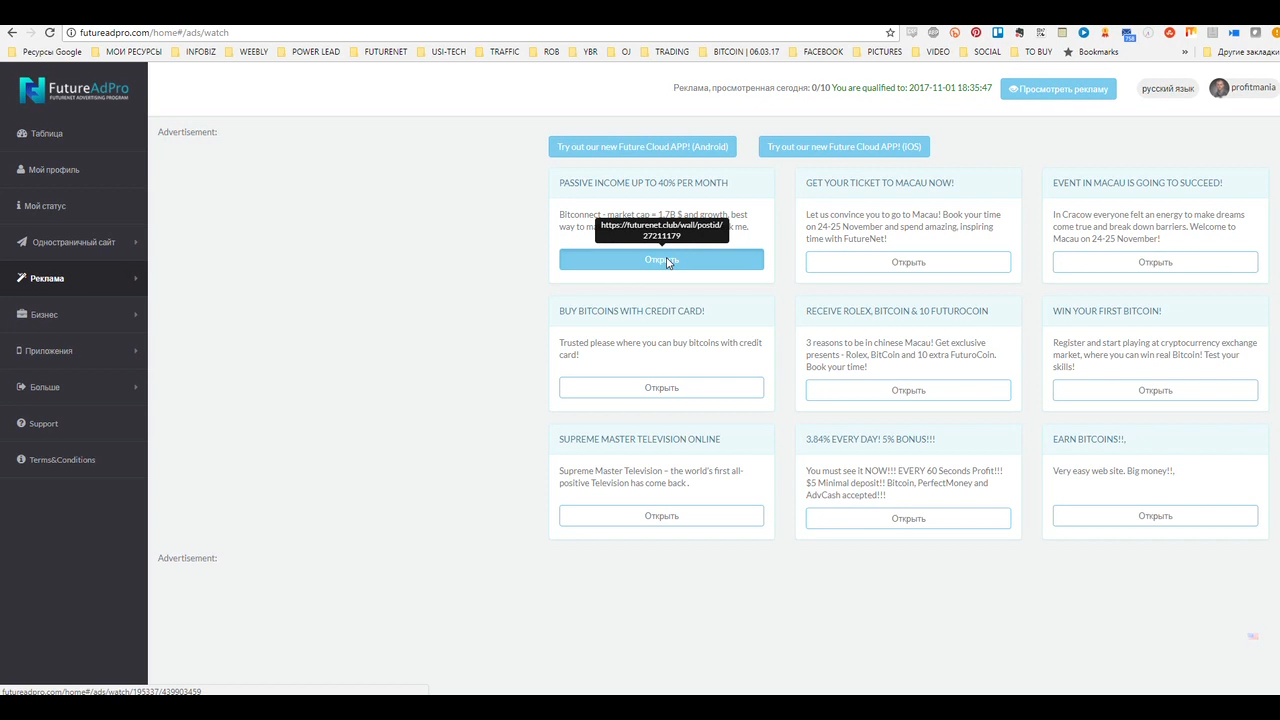 futureadpro.com/home#/ads/watch
Ресурсы Google
МОИ РЕСУРСЫ
INFOBIZ
WEEBLY
POWER LEAD
FUTURENET
USI-TECH
TRAFFIC
ROB
YBR
OJ
TRADING
BITCOIN | 06.03.17
FACEBOOK
PICTURES
VIDEO
SOCIAL
TO BUY
Bookmarks
»
Другие закладки
FutureAdPro
FUTURENET ADVERTISING PROGRAM
Реклама, просмотренная сегодня: 0/10 You are qualified to: 2017-11-01 18:35:47
Просмотреть рекламу
русский язык
profitmania
Таблица
Мой профиль
Мой статус
Одностраничный сайт
Реклама
Бизнес
Приложения
Больше
Support
Terms&Conditions
Advertisement:
Try out our new Future Cloud APP! (Android)
Try out our new Future Cloud APP! (IOS)
PASSIVE INCOME UP TO 40% PER MONTH
Bitconnect - market cap = 1.7B $ and growth, best
way to
me.
https://futurenet.club/wall/postid/
27211179
Открыть
GET YOUR TICKET TO MACAU NOW!
Let us convince you to go to Macau! Book your time
on 24-25 November and spend amazing, inspiring
time with FutureNet!
Открыть
EVENT IN MACAU IS GOING TO SUCCEED!
In Cracow everyone felt an energy to make dreams
come true and break down barriers. Welcome to
Macau on 24-25 November!
Открыть
BUY BITCOINS WITH CREDIT CARD!
Trusted please where you can buy bitcoins with credit
card!
Открыть
RECEIVE ROLEX, BITCOIN & 10 FUTUROCOIN
3 reasons to be in chinese Macau! Get exclusive
presents - Rolex, BitCoin and 10 extra FuturoCoin.
Book your time!
Открыть
WIN YOUR FIRST BITCOIN!
Register and start playing at cryptocurrency exchange
market, where you can win real Bitcoin! Test your
skills!
Открыть
SUPREME MASTER TELEVISION ONLINE
Supreme Master Television – the world's first all-
positive Television has come back .
Открыть
3.84% EVERY DAY! 5% BONUS!!!
You must see it NOW!!! EVERY 60 Seconds Profit!!!
$5 Minimal deposit!! Bitcoin, PerfectMoney and
AdvCash accepted!!!
Открыть
EARN BITCOINS!!,
Very easy web site. Big money!!,
Открыть
Advertisement:
futureadpro.com/home#/ads/watch/195337/439903459